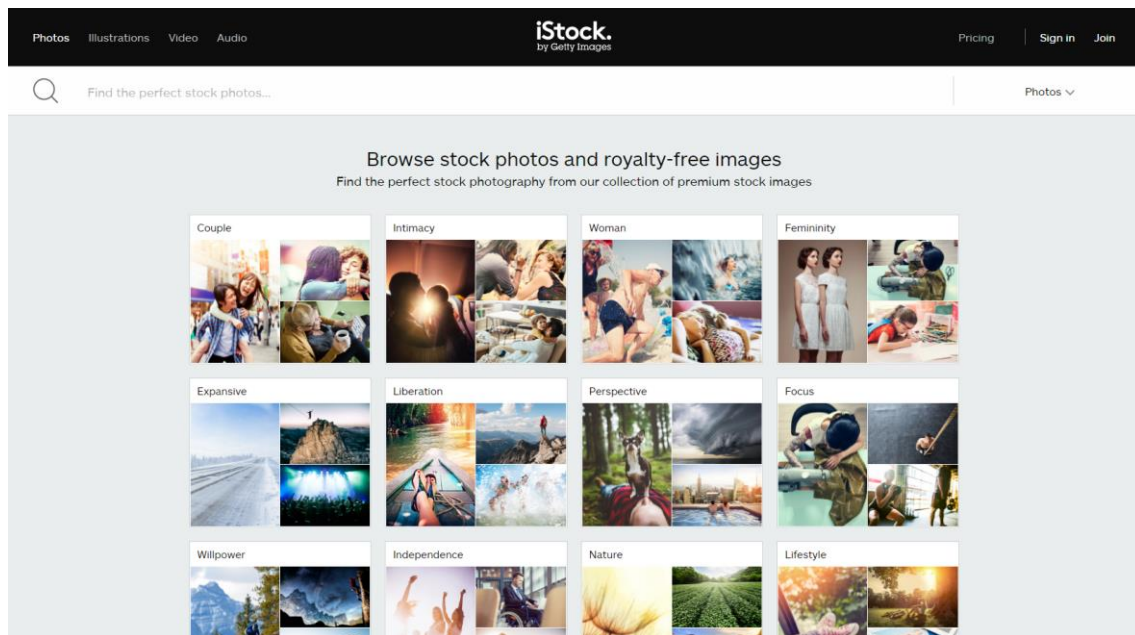 Photos Illustrations Video Audio
iStock.
by Getty Images
Pricing Sign in Join
Find the perfect stock photos...
Photos
Browse stock photos and royalty-free images
Find the perfect stock photography from our collection of premium stock images
Couple Intimacy Woman Femininity
Expansive Liberation Perspective Focus
Willpower Independence Nature Lifestyle